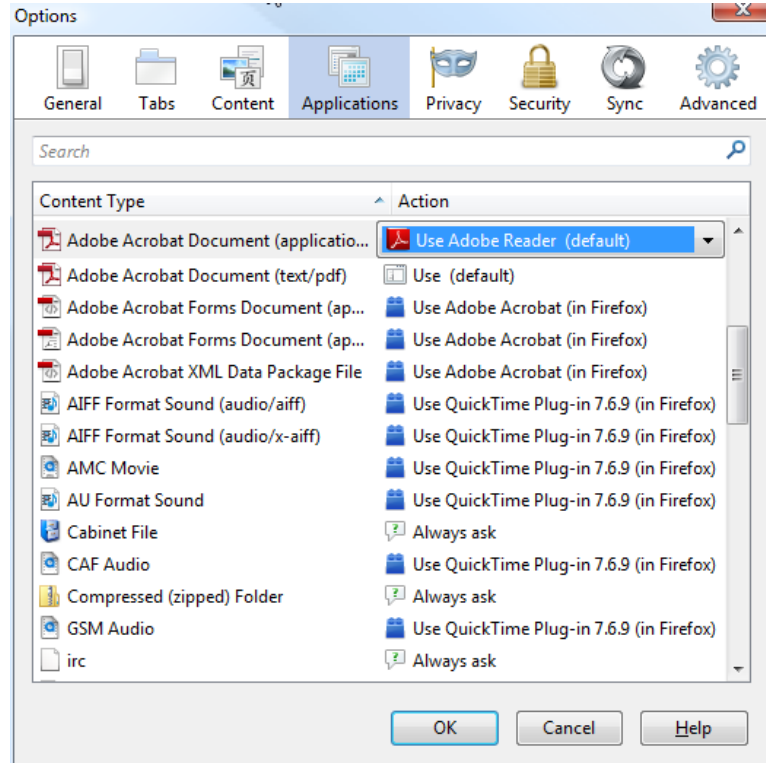 Options
General Tabs Content Applications Privacy Security Sync Advanced
页
Search
Content Type Action
Adobe Acrobat Document (applicatio... Use Adobe Reader (default)
Adobe Acrobat Document (text/pdf) Use (default)
Adobe Acrobat Forms Document (ap... Use Adobe Acrobat (in Firefox)
Adobe Acrobat Forms Document (ap... Use Adobe Acrobat (in Firefox)
Adobe Acrobat XML Data Package File Use Adobe Acrobat (in Firefox)
AIFF Format Sound (audio/aiff) Use QuickTime Plug-in 7.6.9 (in Firefox)
AIFF Format Sound (audio/x-aiff) Use QuickTime Plug-in 7.6.9 (in Firefox)
AMC Movie Use QuickTime Plug-in 7.6.9 (in Firefox)
AU Format Sound Use QuickTime Plug-in 7.6.9 (in Firefox)
Cabinet File Always ask
CAF Audio Use QuickTime Plug-in 7.6.9 (in Firefox)
Compressed (zipped) Folder Always ask
GSM Audio Use QuickTime Plug-in 7.6.9 (in Firefox)
irc Always ask
OK Cancel Help